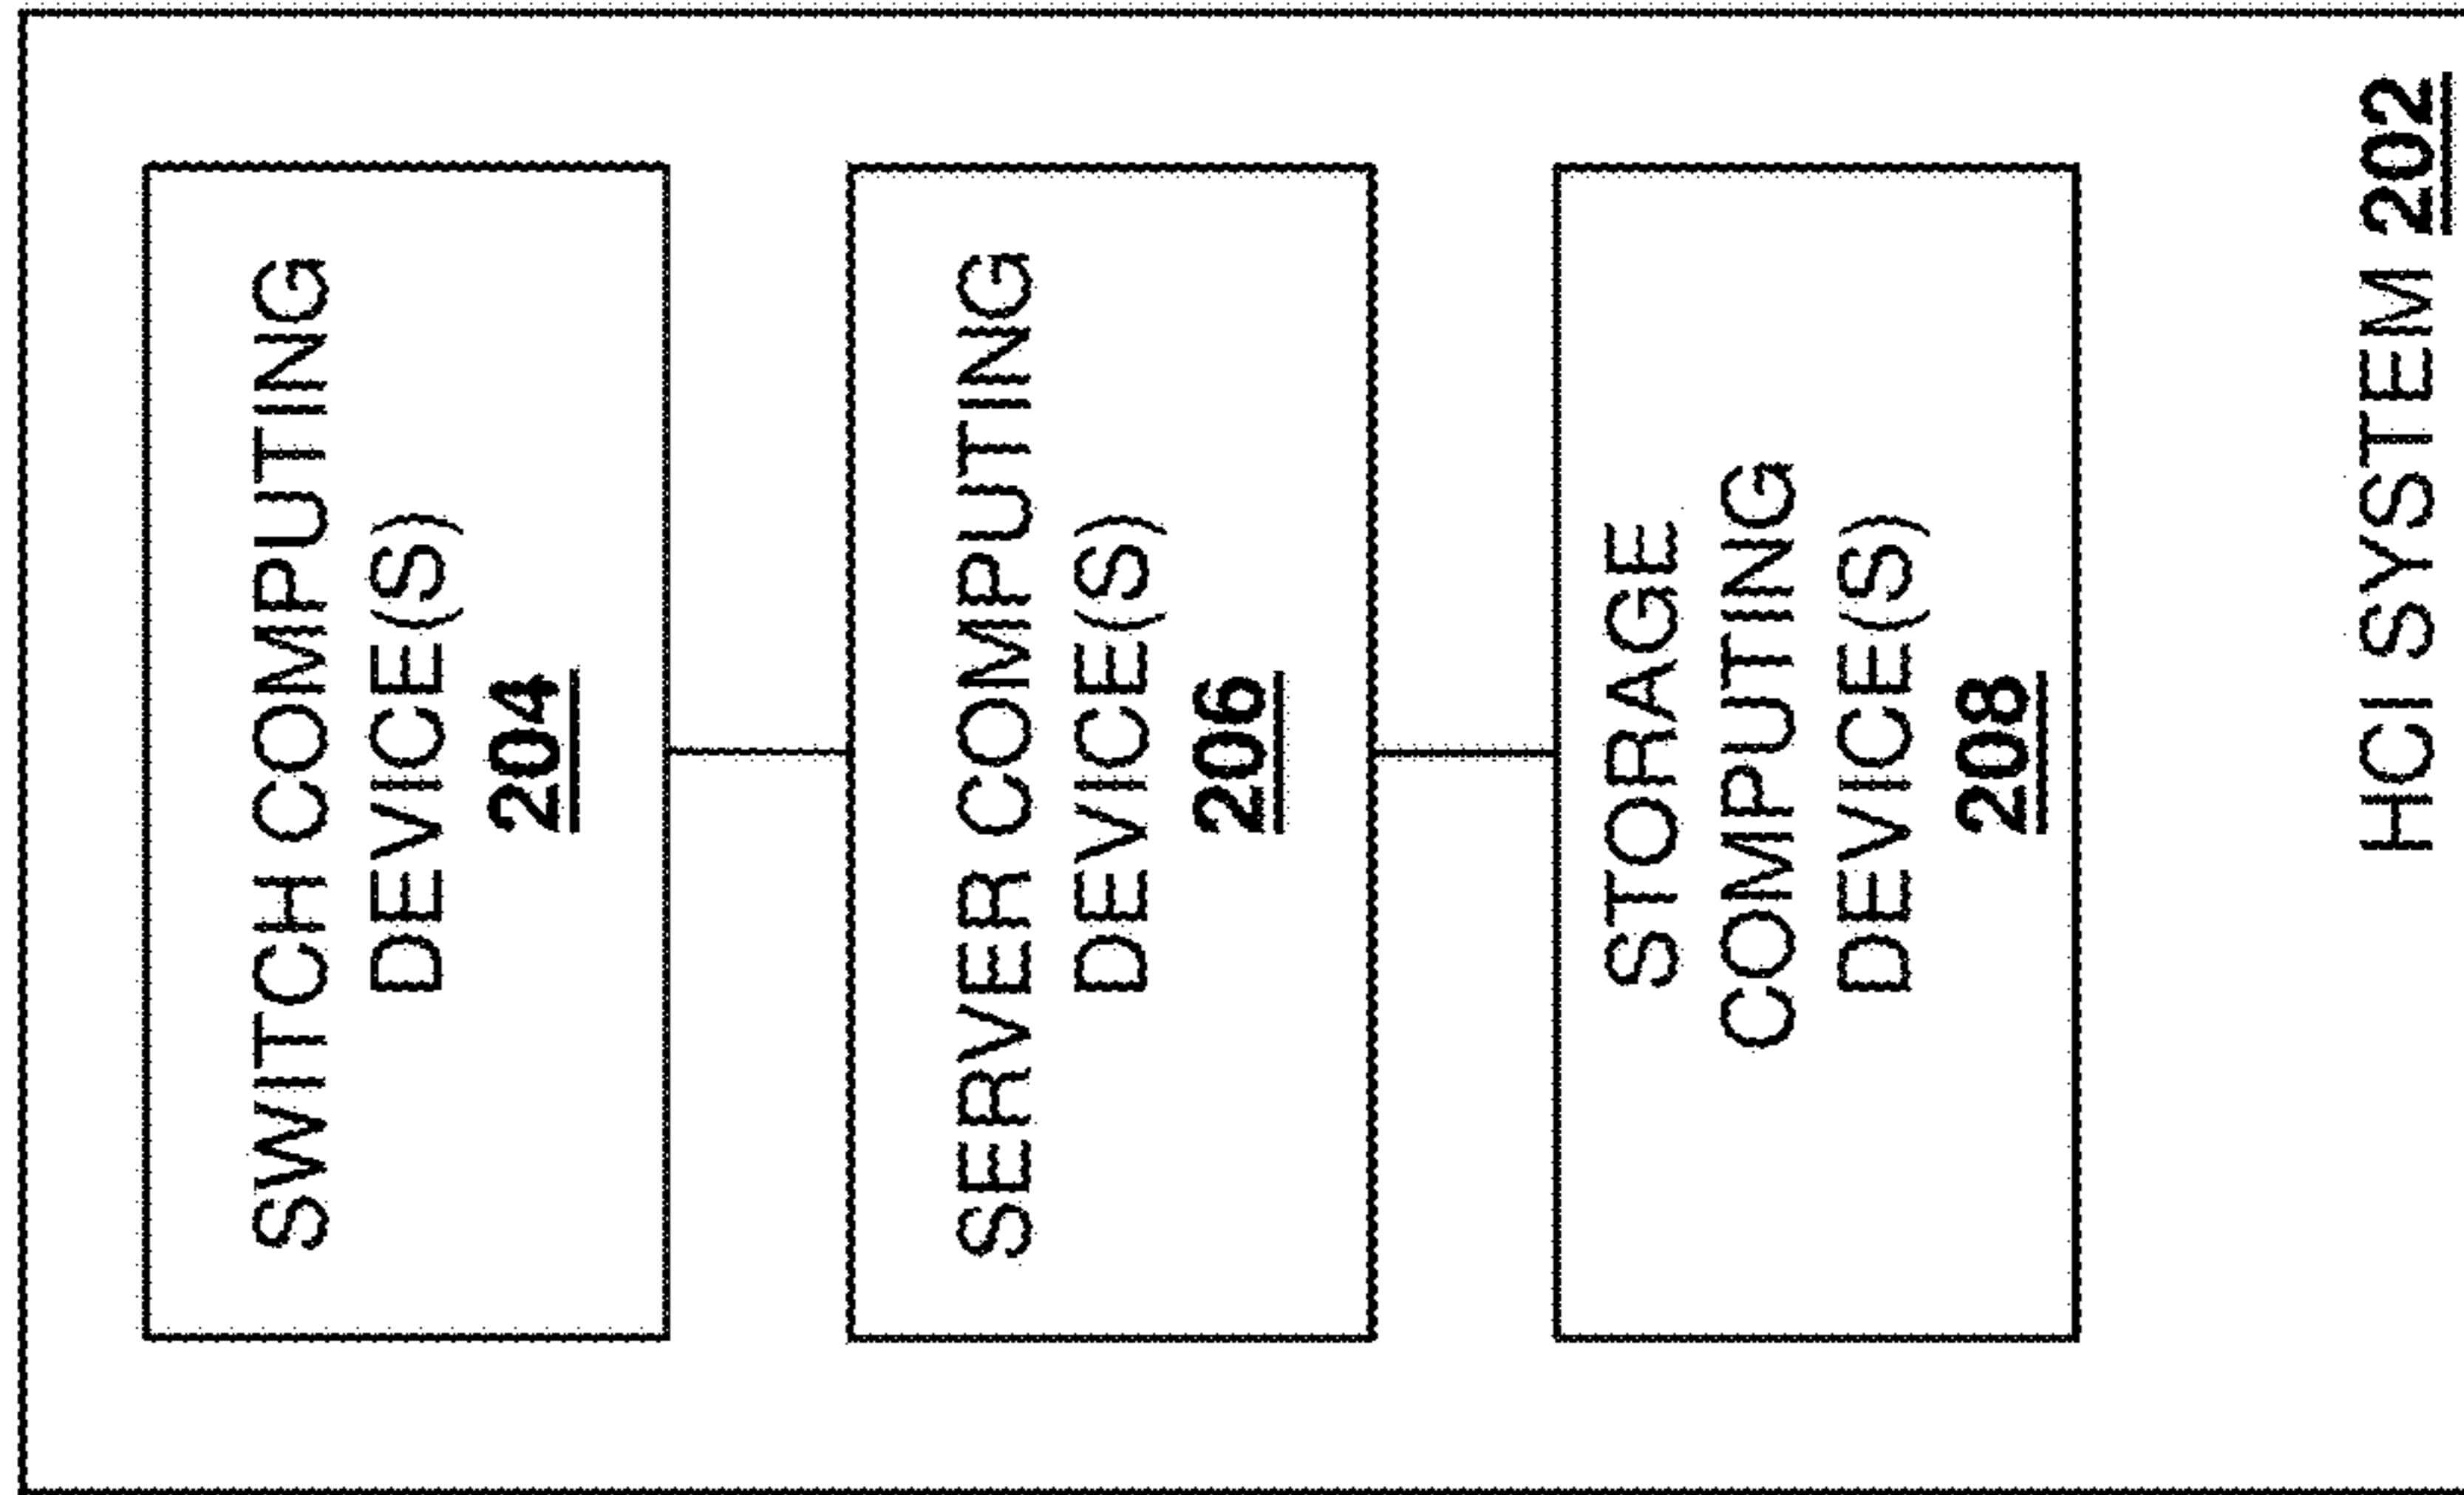 SWITCH COMPUTING
DEVICE(S)
204
SERVER COMPUTING
DEVICE(S)
206
STORAGE
COMPUTING
DEVICE(S)
208
HCI SYSTEM 202